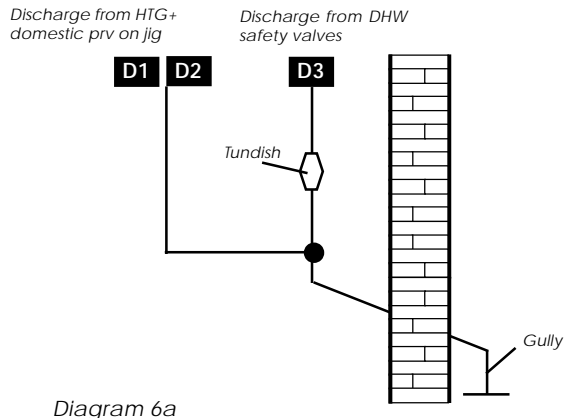 Discharge from HTG+
domestic prv on jig
Discharge from DHW
safety valves
D1 D2
D3
Tundish
Gully
Diagram 6a